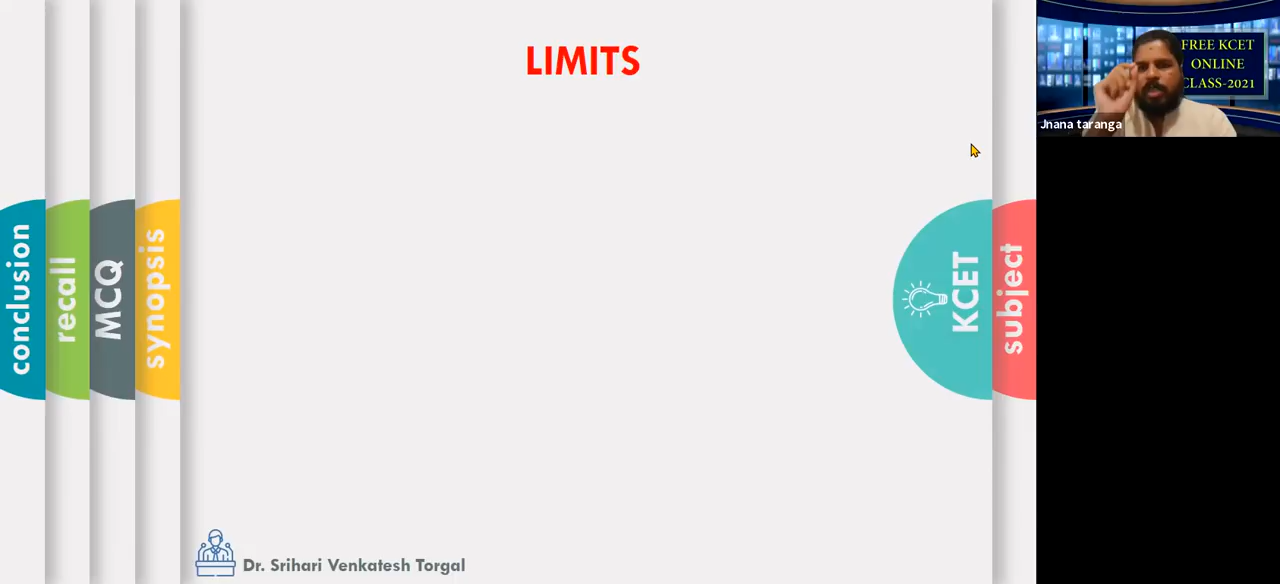 LIMITS
conclusion
recall
MCQ
synopsis
KCET
subject
Dr. Srihari Venkatesh Torgal
FREE KCET
ONLINE
CLASS-2021
Jnana taranga